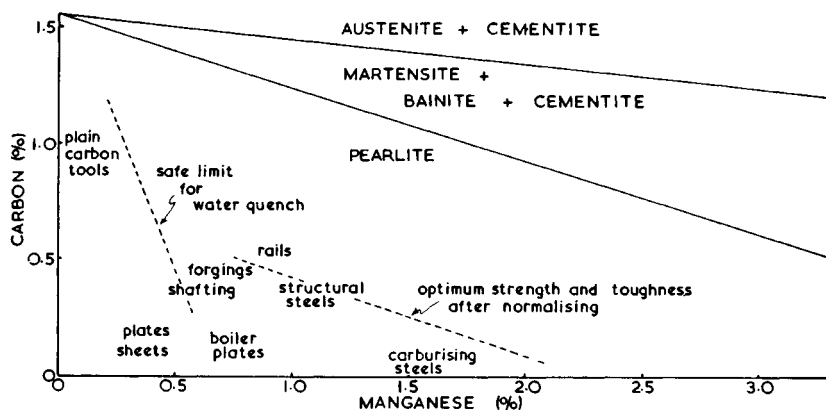 1.5
AUSTENITE + CEMENTITE
MARTENSITE +
BAINITE + CEMENTITE
CARBON (%)
1.0
plain
carbon
tools
PEARLITE
safe limit
for
water quench
0.5
rails
forgings
shafting
structural
steels
optimum strength and toughness
after normalising
plates
sheets
boiler
plates
carburising
steels
0
0 0.5 1.0 1.5 2.0 2.5 3.0
MANGANESE (%)